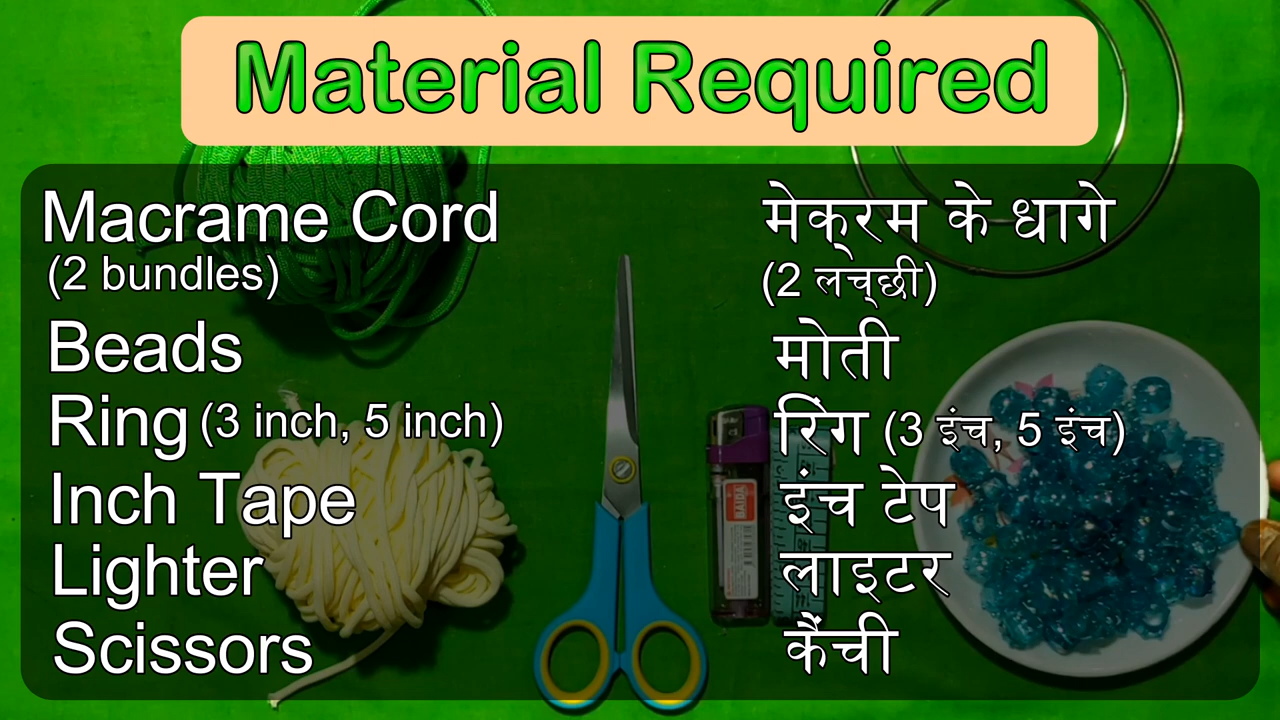 Material Required
Macrame Cord
(2 bundles)
Beads
Ring (3 inch, 5 inch)
Inch Tape
Lighter
Scissors
मेक्‌रम के धागे
(2 लच्‌छी)
मोती
रिंग (3 इंच, 5 इंच)
इंच टेप
लाइटर
कैंची